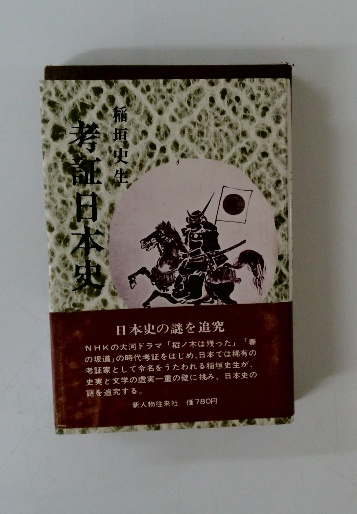 稲垣史生
考証日本史
日本史の謎を追究
NHKの大河ドラマ「樅ノ木は残った」「春
の坂道」の時代考証をはじめ、日本では稀有の
考証家として令名をうたわれる稲垣史生が、
史実と文学の虚実一重の壁に挑み、日本史の
謎を追究する。
新人物往来社 價780円